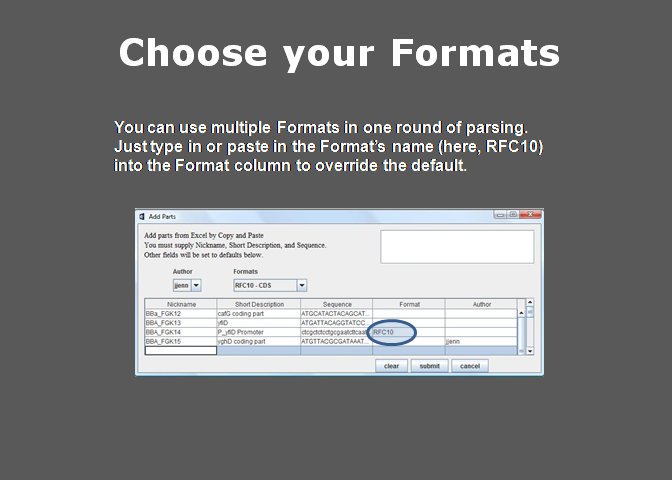 Choose your Formats
You can use multiple Formats in one round of parsing.
Just type in or paste in the Format's name (here, RFC10)
into the Format column to override the default.
Add Parts
Add parts from Excel by Copy and Paste
You must supply Nickname, Short Description, and Sequence.
Other fields will be set to defaults below.
Author Formats
jjenn RFC10 - CDS
Nickname Short Description Sequence Format Author
BBA_FGK12 cafG coding part ATGCATACTACAGCAT...
BBA_FGK13 yfiD ATGATTACAGGTATCC...
BBA_FGK14 P_yfiD Promoter RFC10
BBA_FGK15 yghD coding part ATGTTACGCGATAAAT... jjenn
clear submit cancel